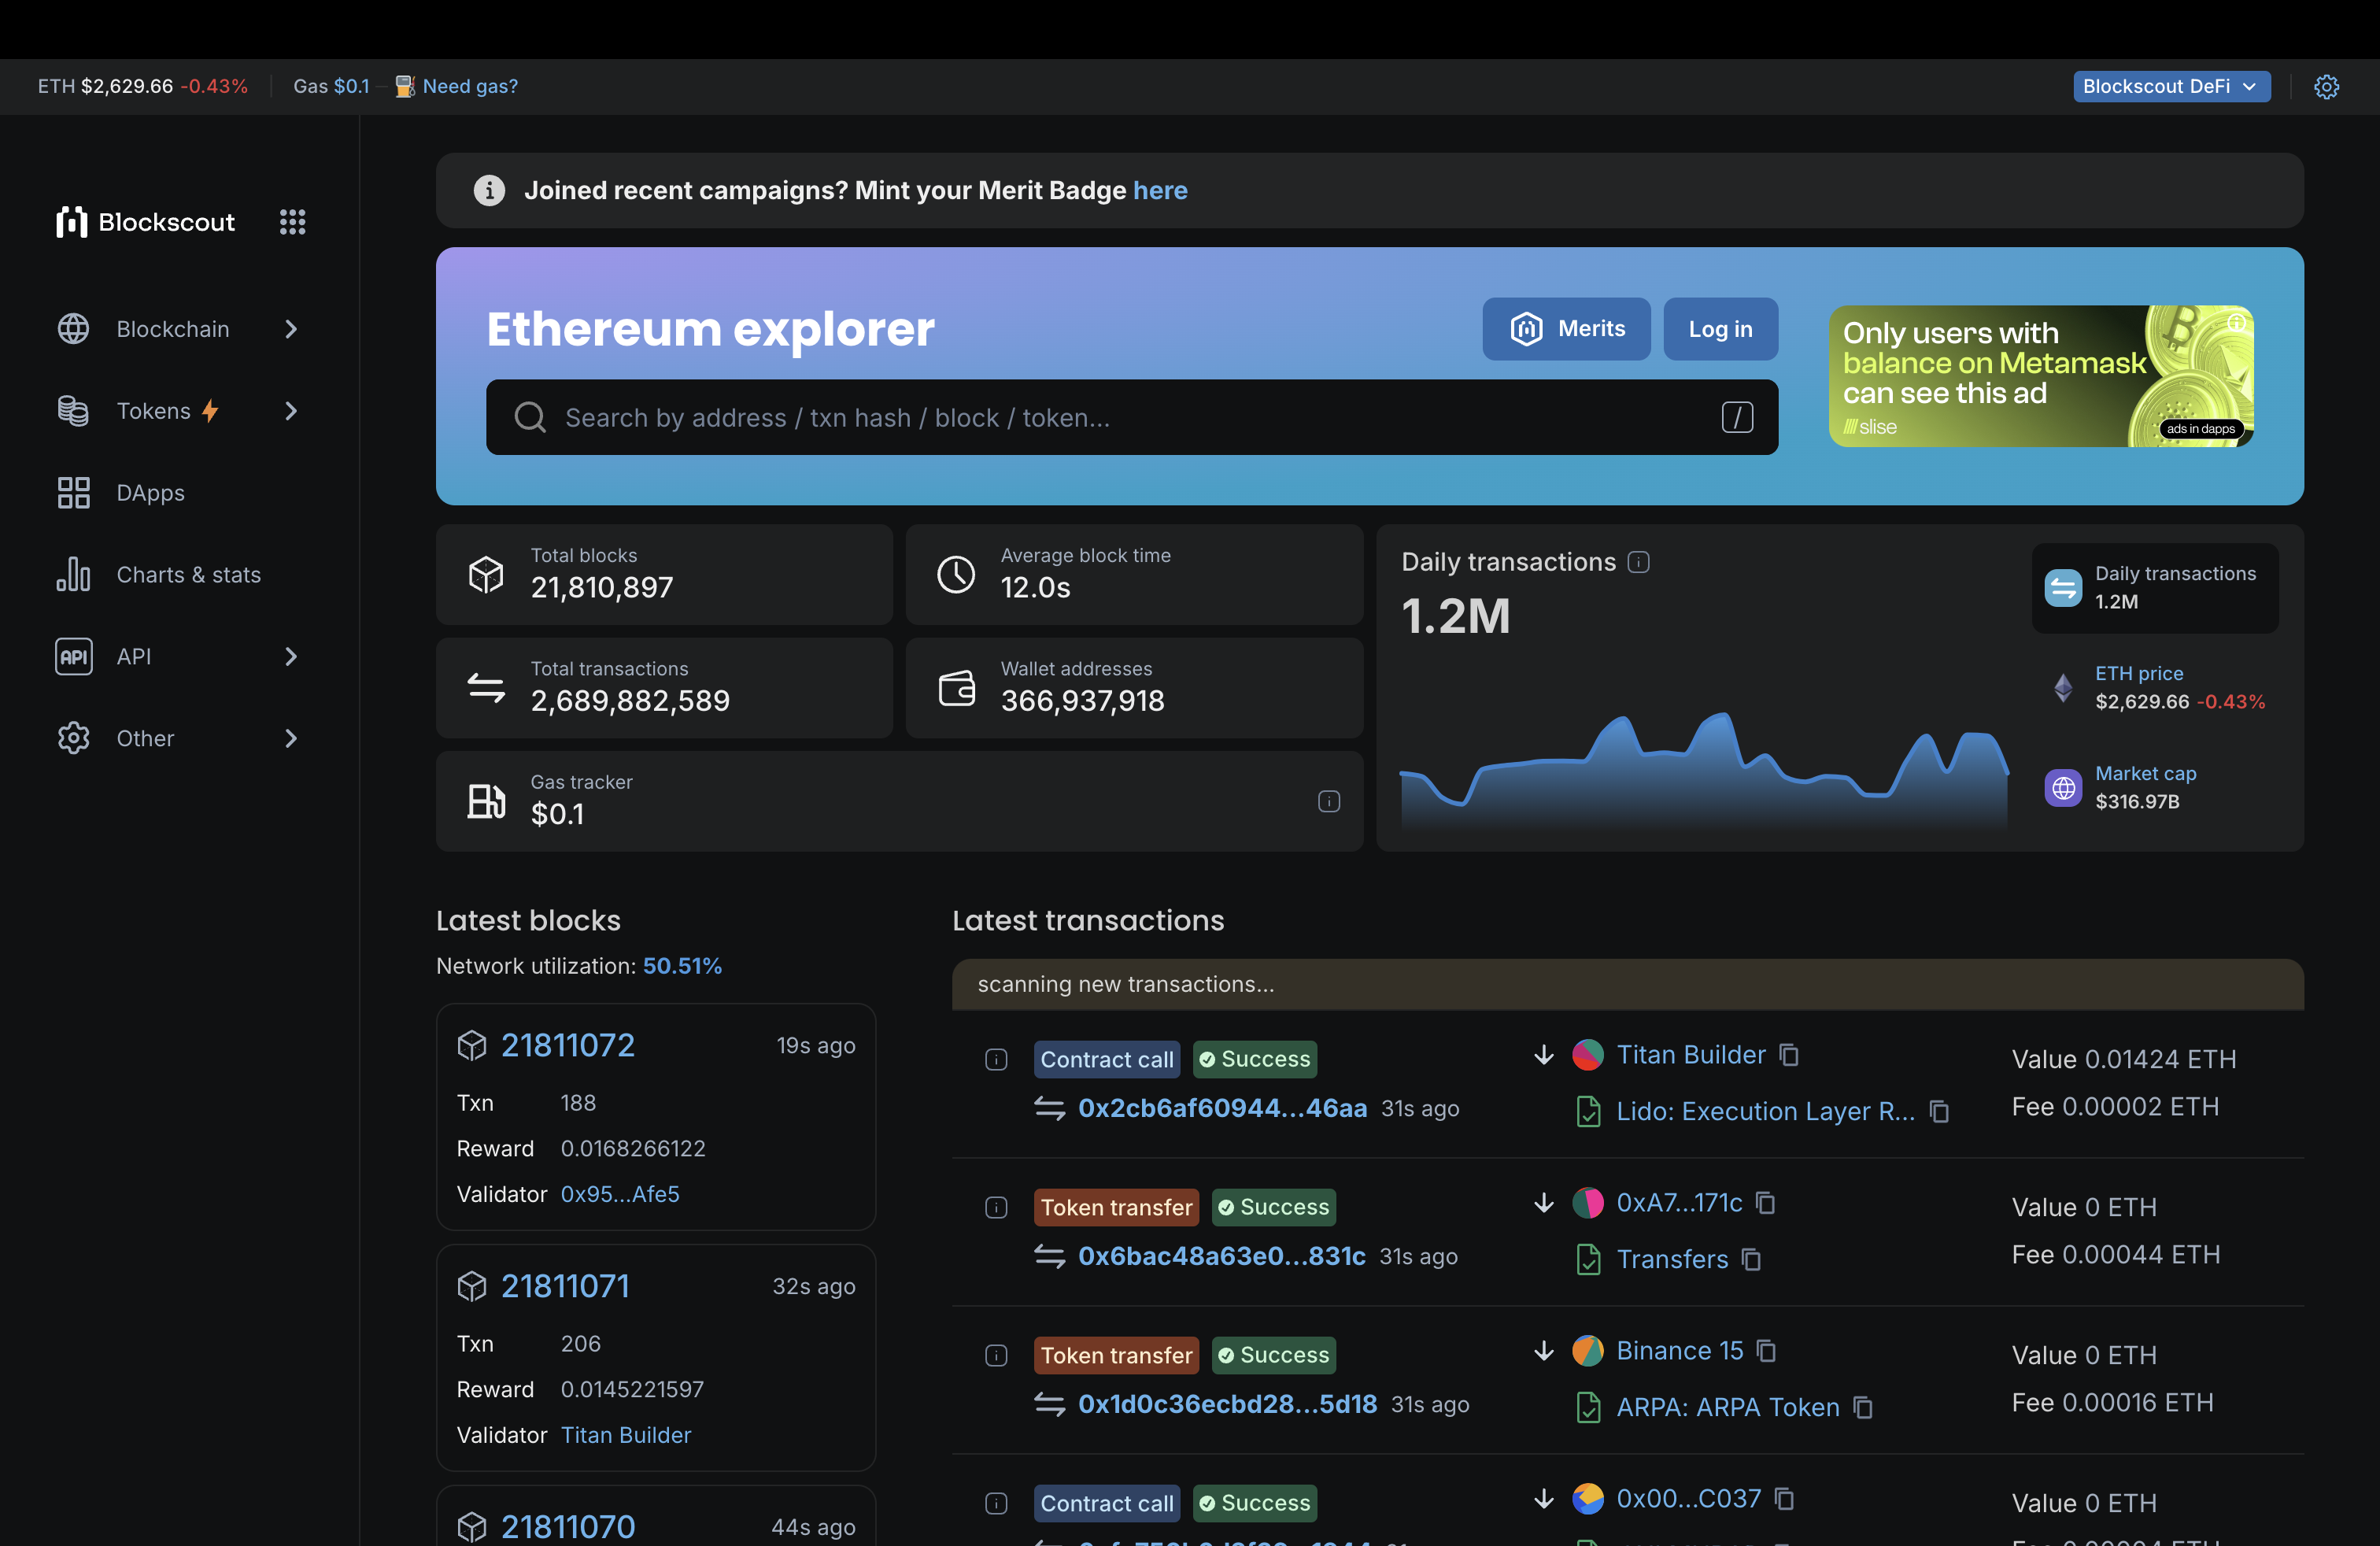 ETH $2,629.66 -0.43%
Gas $0.1
Need gas?
Blockscout DeFi
Blockscout
Blockchain
Tokens
DApps
Charts & stats
API
API
Other
Joined recent campaigns? Mint your Merit Badge here
Ethereum explorer
Merits
Log in
Search by address / txn hash / block / token...
/
Only users with
balance on Metamask
can see this ad
slise
ads in dapps
Total blocks
21,810,897
Average block time
12.0s
Total transactions
2,689,882,589
Wallet addresses
366,937,918
Gas tracker
$0.1
Daily transactions
1.2M
Daily transactions
1.2M
ETH price
$2,629.66 -0.43%
Market cap
$316.97B
Latest blocks
Network utilization: 50.51%
21811072 19s ago
Txn 188
Reward 0.0168266122
Validator 0x95...Afe5
21811071 32s ago
Txn 206
Reward 0.0145221597
Validator Titan Builder
21811070 44s ago
Latest transactions
scanning new transactions...
Contract call Success
0x2cb6af60944...46aa 31s ago
Titan Builder
Lido: Execution Layer R...
Value 0.01424 ETH
Fee 0.00002 ETH
Token transfer Success
0x6bac48a63e0...831c 31s ago
0xA7...171c
Transfers
Value 0 ETH
Fee 0.00044 ETH
Token transfer Success
0x1d0c36ecbd28...5d18 31s ago
Binance 15
ARPA: ARPA Token
Value 0 ETH
Fee 0.00016 ETH
Contract call Success
0x00...C037
Value 0 ETH